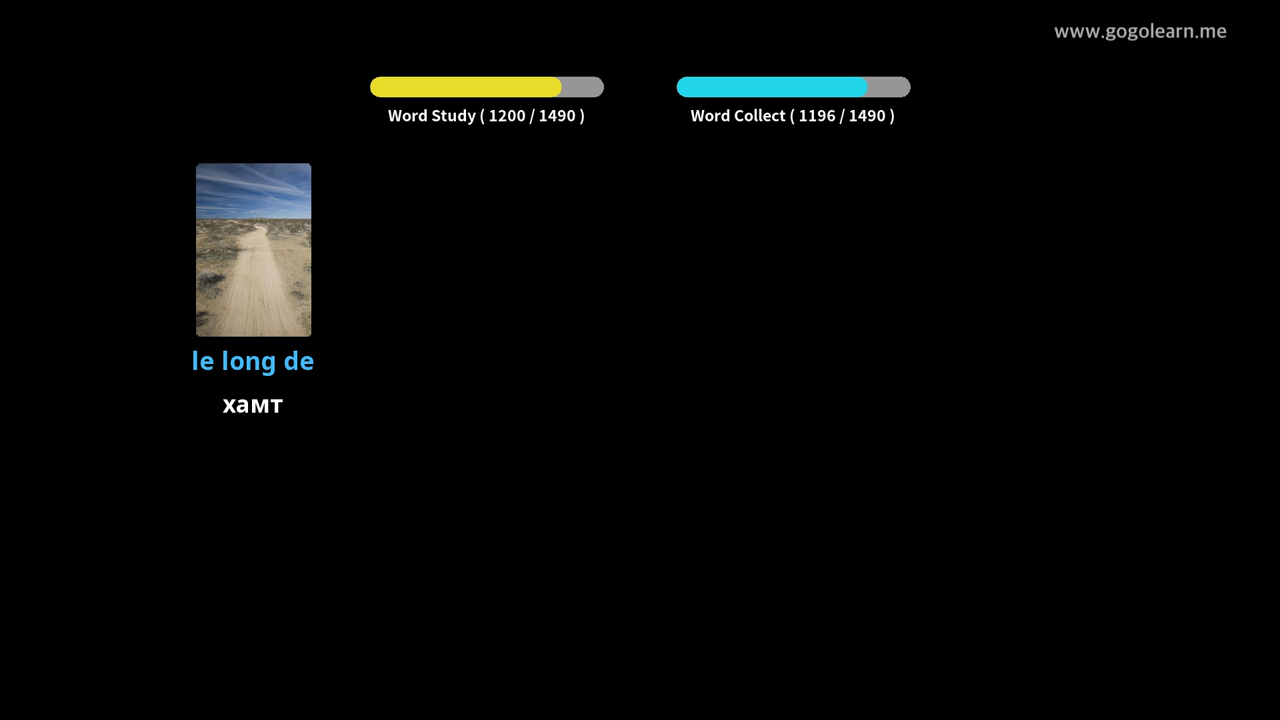 www.gogolearn.me
Word Study ( 1200 / 1490 )
Word Collect ( 1196 / 1490 )
le long de
хамт